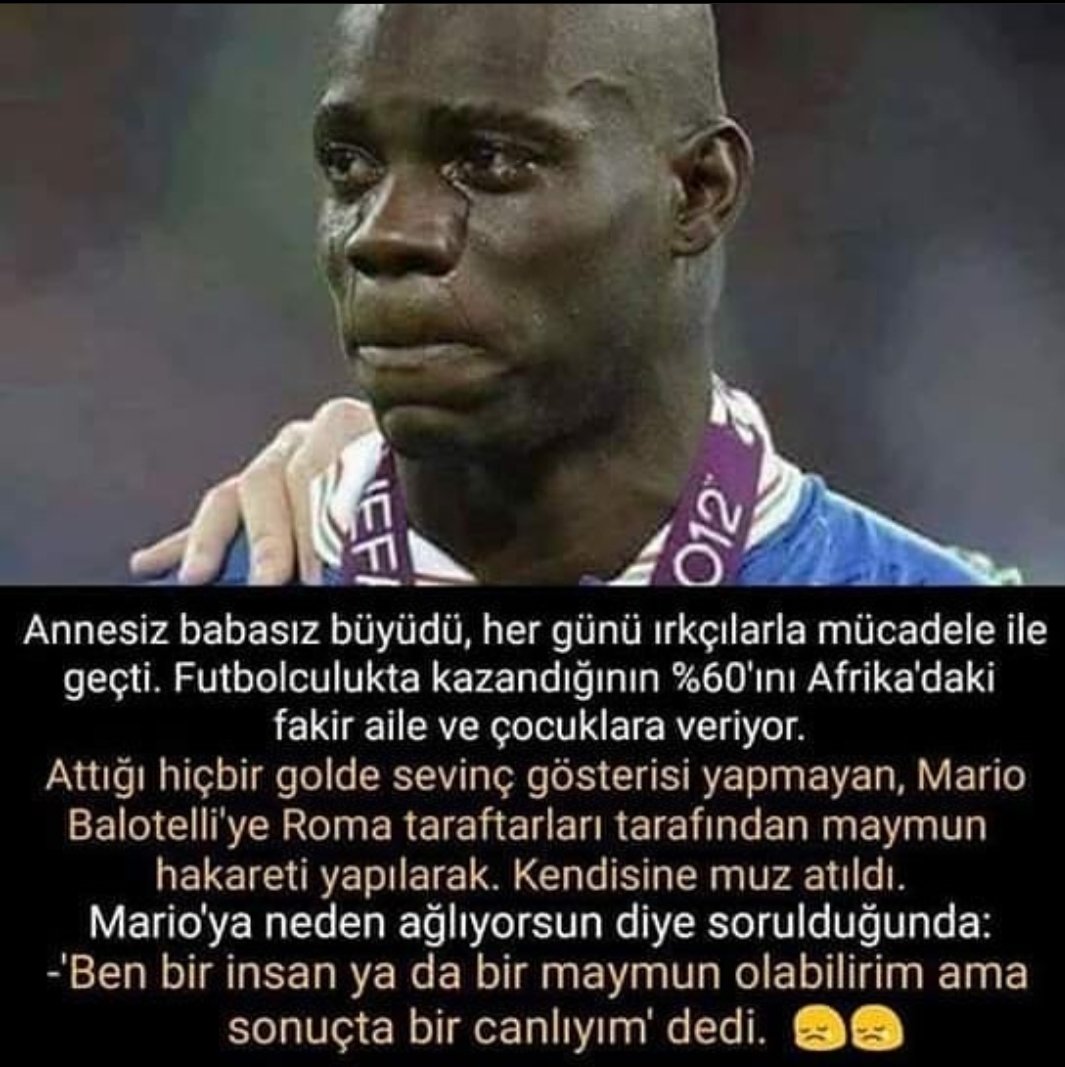 UEFA
2012™
Annesiz babasız büyüdü, her günü ırkçılarla mücadele ile
geçti. Futbolculukta kazandığının %60'ını Afrika'daki
fakir aile ve çocuklara veriyor.
Attığı hiçbir golde sevinç gösterisi yapmayan, Mario
Balotelli'ye Roma taraftarları tarafından maymun
hakareti yapılarak. Kendisine muz atıldı.
Mario'ya neden ağlıyorsun diye sorulduğunda:
-'Ben bir insan ya da bir maymun olabilirim ama
sonuçta bir canlıyım' dedi. 😔😔